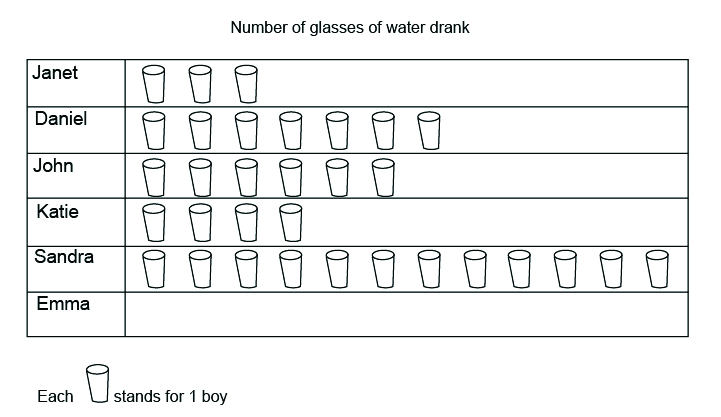 Number of glasses of water drank
Janet
Daniel
John
Katie
Sandra
Emma
Each stands for 1 boy